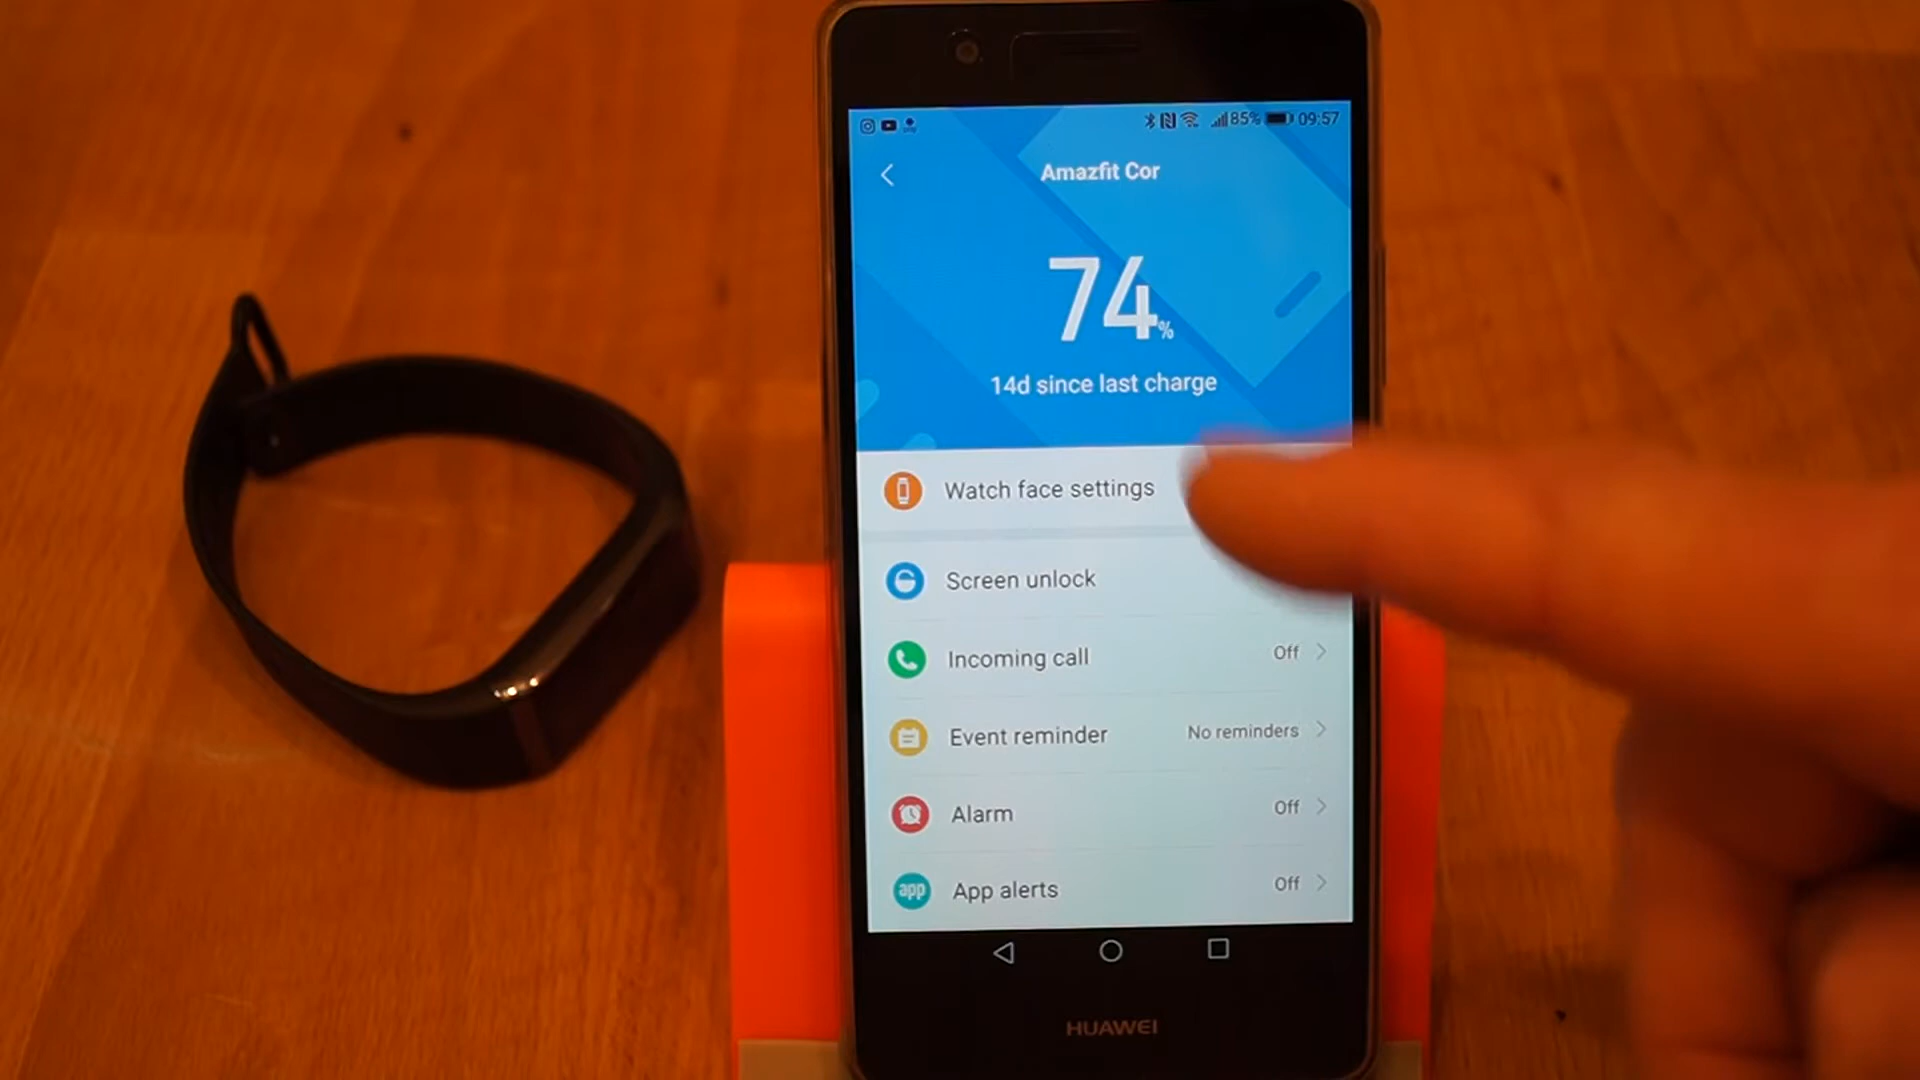 85% 09:57
Amazfit Cor
74%
14d since last charge
Watch face settings
Screen unlock
Incoming call Off
Event reminder No reminders
Alarm Off
app App alerts Off
HUAWEI